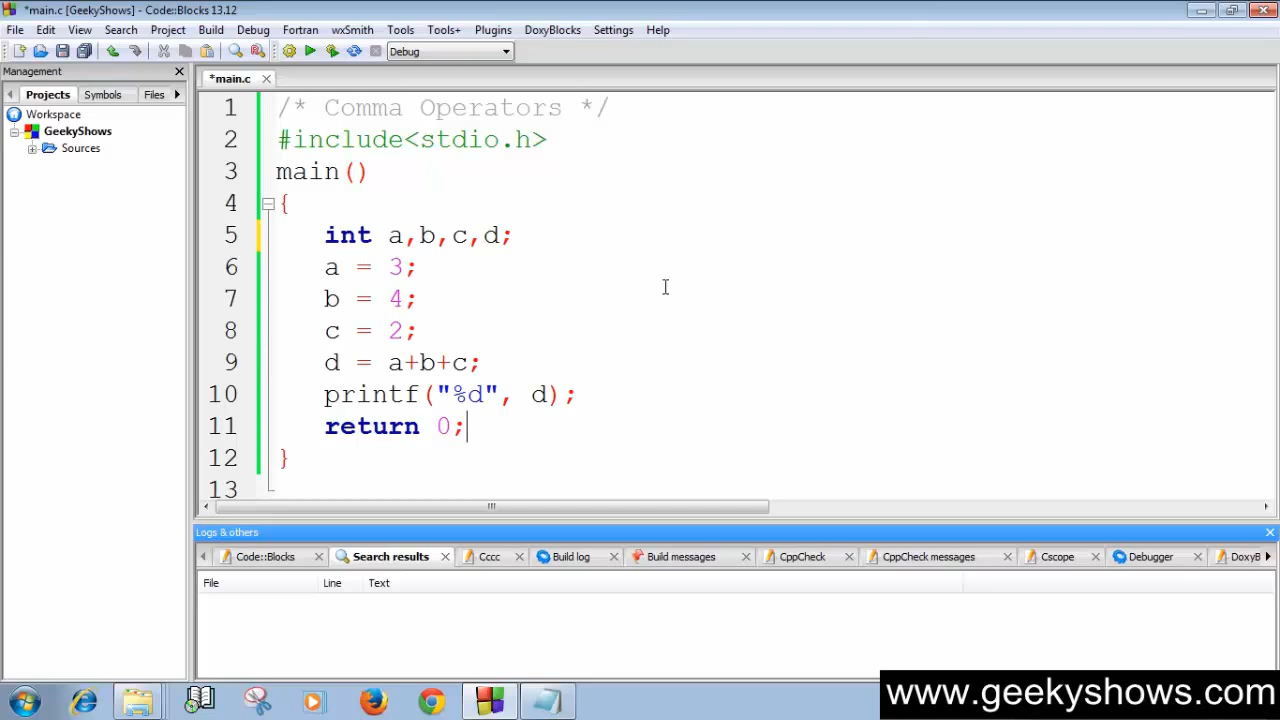 *main.c [GeekyShows] - Code::Blocks 13.12
File Edit View Search Project Build Debug Fortran wxSmith Tools Tools+ Plugins DoxyBlocks Settings Help
Debug
Management
*main.c
Projects Symbols Files
Workspace
GeekyShows
Sources
1 /* Comma Operators */
2 #include<stdio.h>
3 main()
4 {
5 int a,b,c,d;
6 a = 3;
7 b = 4;
8 c = 2;
9 d = a+b+c;
10 printf("%d", d);
11 return 0;
12 }
13
Logs & others
Code::Blocks Search results Cccc Build log Build messages CppCheck CppCheck messages Cscope Debugger DoxyB
File Line Text
www.geekyshows.com